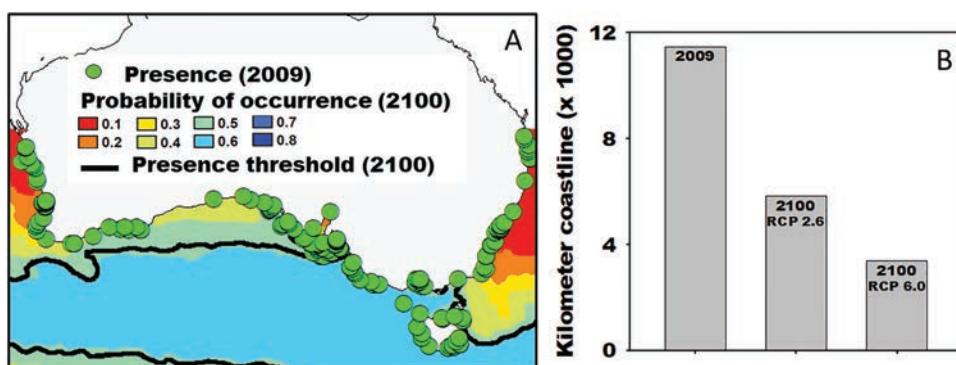 A
Presence (2009)
Probability of occurrence (2100)
0.1 0.3 0.5 0.7
0.2 0.4 0.6 0.8
Presence threshold (2100)
B
Kilometer coastline (x 1000)
12
8
4
0
2009
2100
RCP 2.6
2100
RCP 6.0